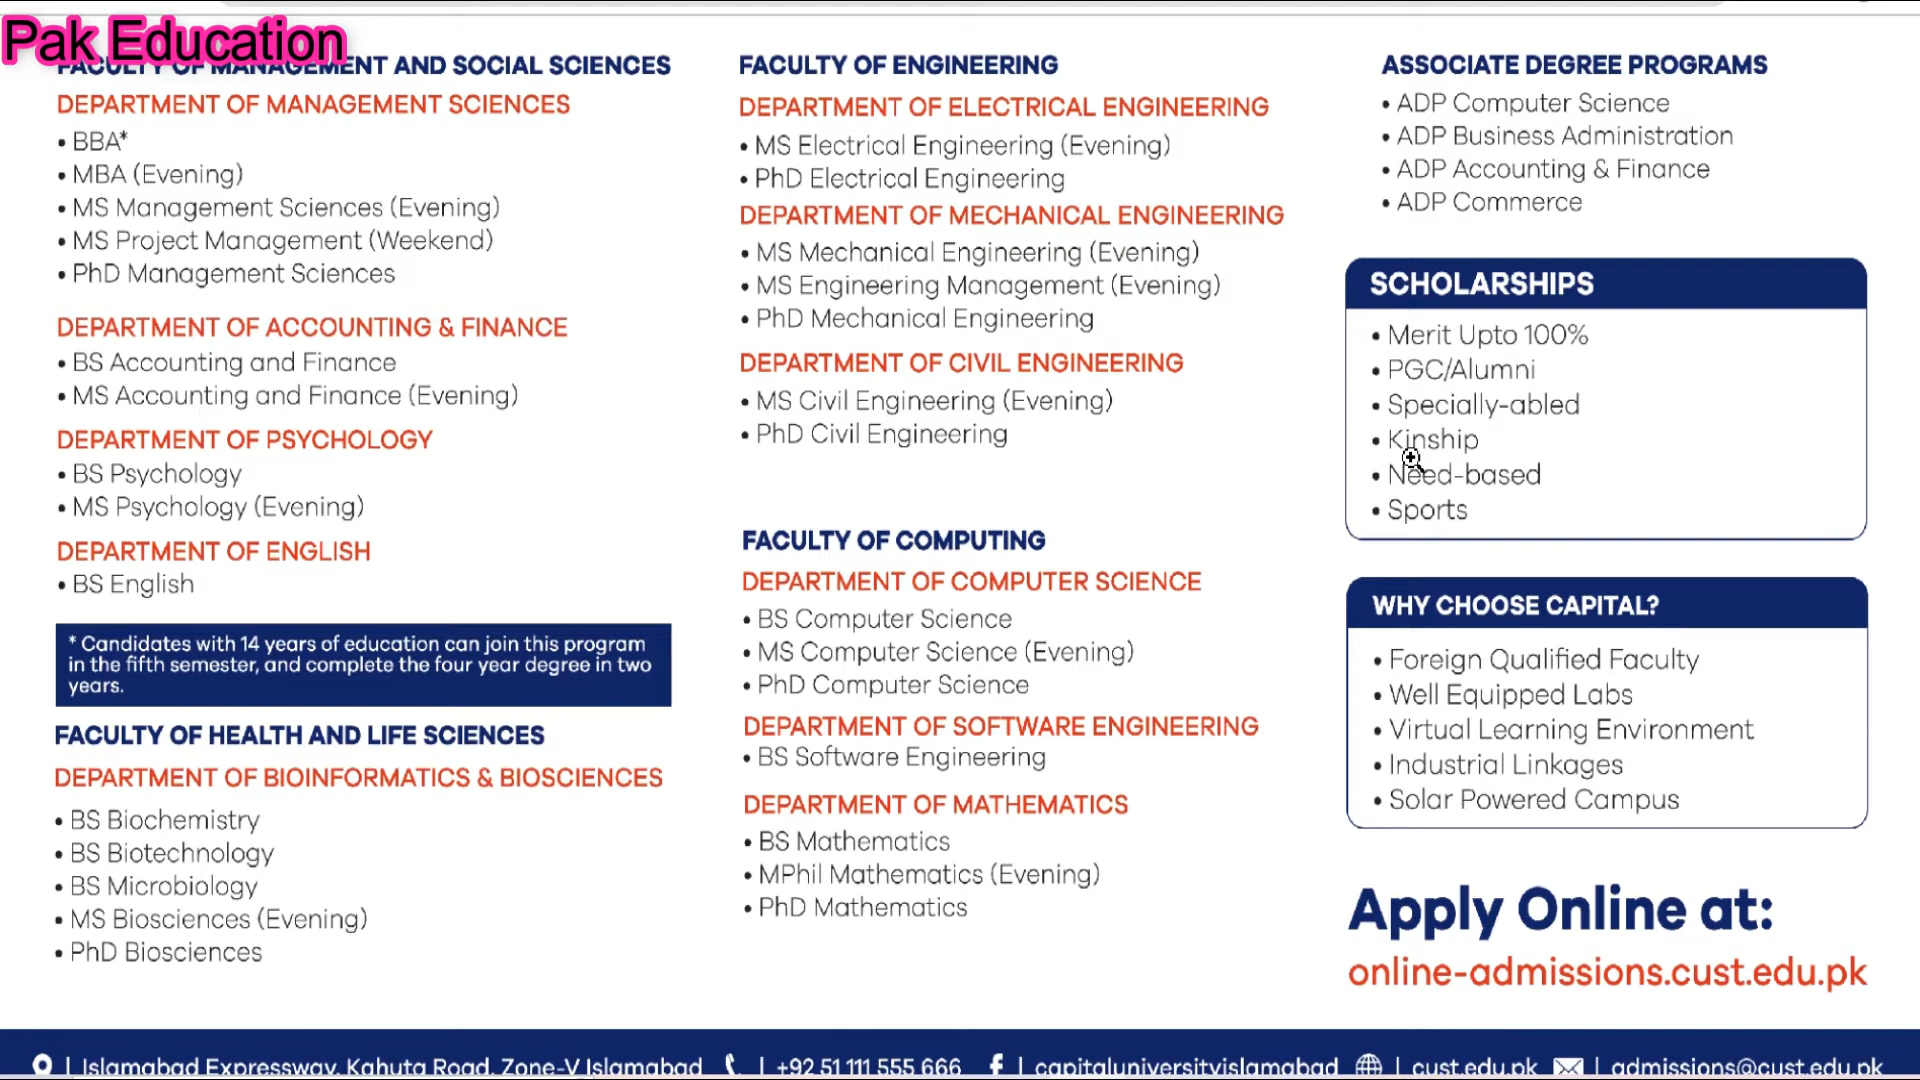 Pak Education
FACULTY OF MANAGEMENT AND SOCIAL SCIENCES
DEPARTMENT OF MANAGEMENT SCIENCES
• BBA*
• MBA (Evening)
• MS Management Sciences (Evening)
• MS Project Management (Weekend)
• PhD Management Sciences
DEPARTMENT OF ACCOUNTING & FINANCE
• BS Accounting and Finance
• MS Accounting and Finance (Evening)
DEPARTMENT OF PSYCHOLOGY
• BS Psychology
• MS Psychology (Evening)
DEPARTMENT OF ENGLISH
• BS English
* Candidates with 14 years of education can join this program
in the fifth semester, and complete the four year degree in two
years.
FACULTY OF HEALTH AND LIFE SCIENCES
DEPARTMENT OF BIOINFORMATICS & BIOSCIENCES
• BS Biochemistry
• BS Biotechnology
• BS Microbiology
• MS Biosciences (Evening)
• PhD Biosciences
FACULTY OF ENGINEERING
DEPARTMENT OF ELECTRICAL ENGINEERING
• MS Electrical Engineering (Evening)
• PhD Electrical Engineering
DEPARTMENT OF MECHANICAL ENGINEERING
• MS Mechanical Engineering (Evening)
• MS Engineering Management (Evening)
• PhD Mechanical Engineering
DEPARTMENT OF CIVIL ENGINEERING
• MS Civil Engineering (Evening)
• PhD Civil Engineering
FACULTY OF COMPUTING
DEPARTMENT OF COMPUTER SCIENCE
• BS Computer Science
• MS Computer Science (Evening)
• PhD Computer Science
DEPARTMENT OF SOFTWARE ENGINEERING
• BS Software Engineering
DEPARTMENT OF MATHEMATICS
• BS Mathematics
• MPhil Mathematics (Evening)
• PhD Mathematics
ASSOCIATE DEGREE PROGRAMS
• ADP Computer Science
• ADP Business Administration
• ADP Accounting & Finance
• ADP Commerce
SCHOLARSHIPS
• Merit Upto 100%
• PGC/Alumni
• Specially-abled
• Kinship
• Need-based
• Sports
WHY CHOOSE CAPITAL?
• Foreign Qualified Faculty
• Well Equipped Labs
• Virtual Learning Environment
• Industrial Linkages
• Solar Powered Campus
Apply Online at:
online-admissions.cust.edu.pk
| Islamabad Expressway, Kahuta Road, Zone-V Islamabad | +92 51 111 555 666 | capitaluniversityislamabad | cust.edu.pk | admissions@cust.edu.pk